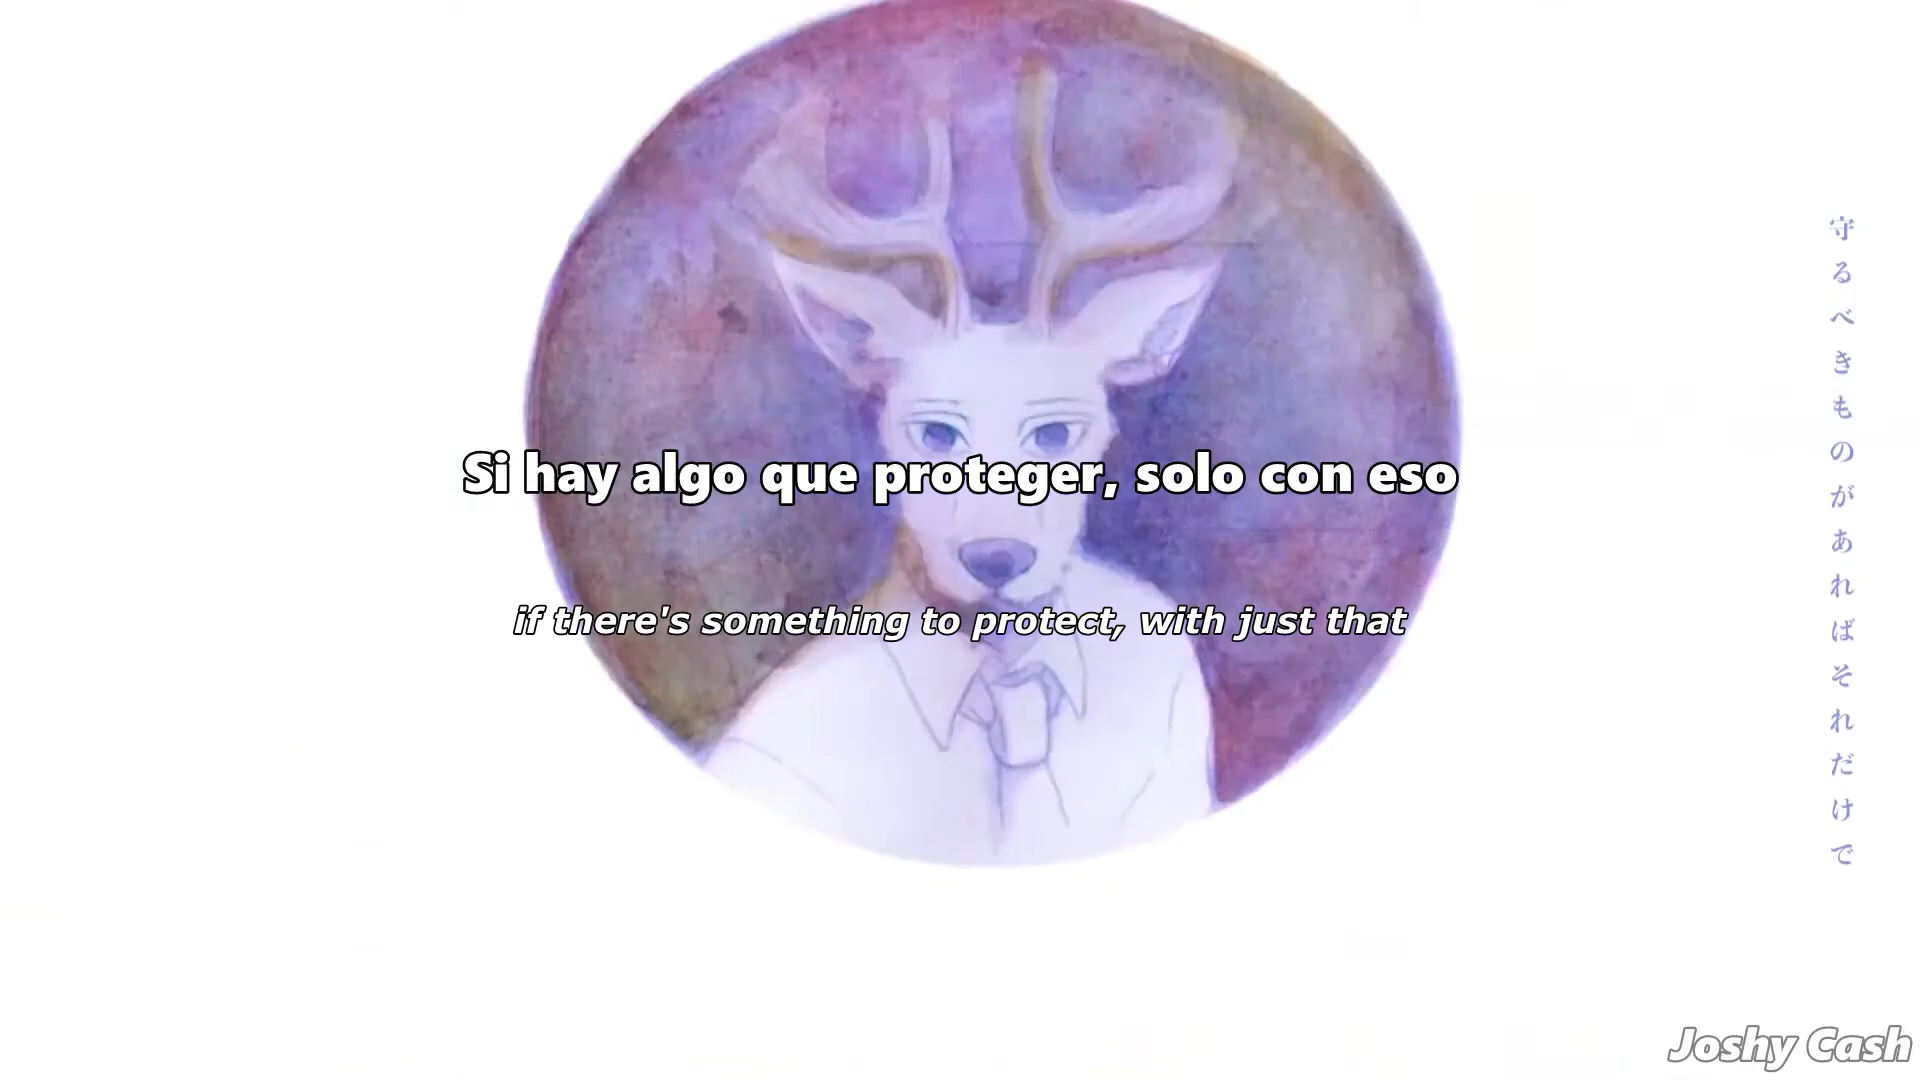 Si hay algo que proteger, solo con eso
if there's something to protect, with just that
守るべきものがあればそれだけで
Joshy Cash